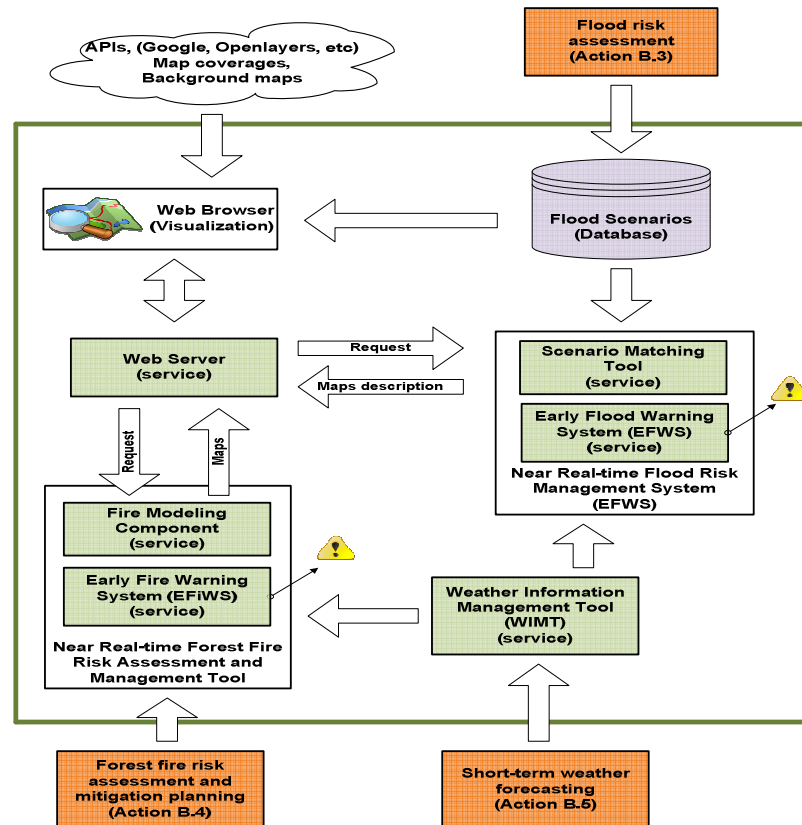 APIs, (Google, Openlayers, etc)
Map coverages,
Background maps
Flood risk
assessment
(Action B.3)
Web Browser
(Visualization)
Flood Scenarios
(Database)
Web Server
(service)
Request
Maps description
Scenario Matching
Tool
(service)
Early Flood Warning
System (EFWS)
(service)
Near Real-time Flood Risk
Management System
(EFWS)
Request
Maps
Fire Modeling
Component
(service)
Early Fire Warning
System (EFiWS)
(service)
Near Real-time Forest Fire
Risk Assessment and
Management Tool
Weather Information
Management Tool
(WIMT)
(service)
Forest fire risk
assessment and
mitigation planning
(Action B.4)
Short-term weather
forecasting
(Action B.5)